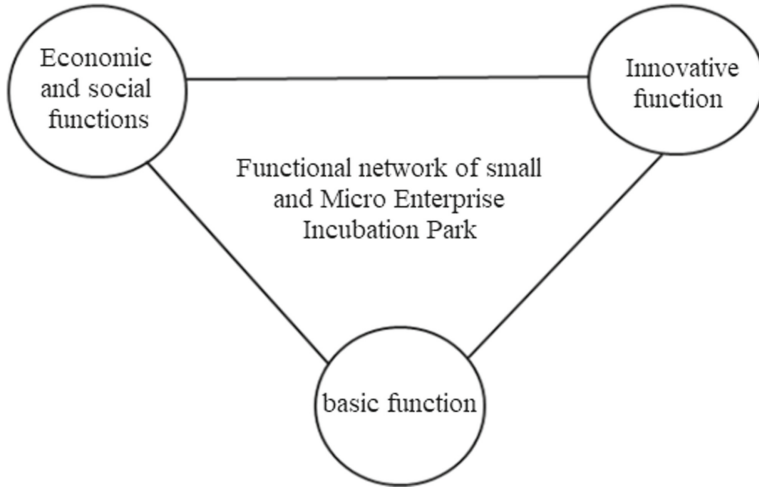 Economic
and social
functions
Innovative
function
Functional network of small
and Micro Enterprise
Incubation Park
basic function